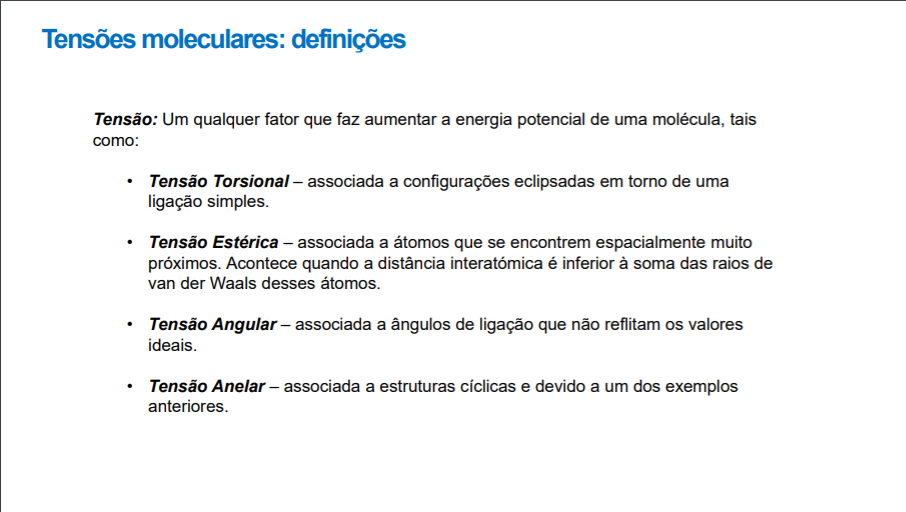 Tensões moleculares: definições
Tensão: Um qualquer fator que faz aumentar a energia potencial de uma molécula, tais
como:
• Tensão Torsional – associada a configurações eclipsadas em torno de uma
ligação simples.
• Tensão Estérica – associada a átomos que se encontrem espacialmente muito
próximos. Acontece quando a distância interatómica é inferior à soma das raios de
van der Waals desses átomos.
• Tensão Angular – associada a ângulos de ligação que não reflitam os valores
ideais.
• Tensão Anelar – associada a estruturas cíclicas e devido a um dos exemplos
anteriores.